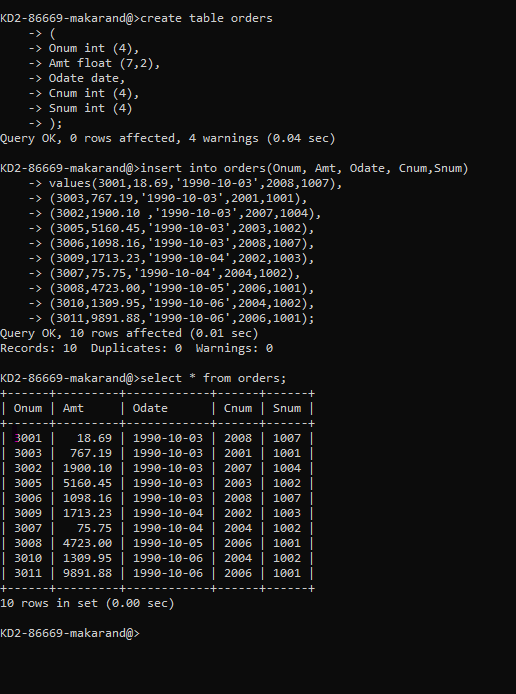 KD2-86669-makarand@>create table orders
    -> (
    -> Onum int (4),
    -> Amt float (7,2),
    -> Odate date,
    -> Cnum int (4),
    -> Snum int (4)
    -> );
Query OK, 0 rows affected, 4 warnings (0.04 sec)

KD2-86669-makarand@>insert into orders(Onum, Amt, Odate, Cnum,Snum)
    -> values(3001,18.69,'1990-10-03',2008,1007),
    -> (3003,767.19,'1990-10-03',2001,1001),
    -> (3002,1900.10 ,'1990-10-03',2007,1004),
    -> (3005,5160.45,'1990-10-03',2003,1002),
    -> (3006,1098.16,'1990-10-03',2008,1007),
    -> (3009,1713.23,'1990-10-04',2002,1003),
    -> (3007,75.75,'1990-10-04',2004,1002),
    -> (3008,4723.00,'1990-10-05',2006,1001),
    -> (3010,1309.95,'1990-10-06',2004,1002),
    -> (3011,9891.88,'1990-10-06',2006,1001);
Query OK, 10 rows affected (0.01 sec)
Records: 10  Duplicates: 0  Warnings: 0

KD2-86669-makarand@>select * from orders;
+------+---------+------------+------+------+
| Onum | Amt     | Odate      | Cnum | Snum |
+------+---------+------------+------+------+
| 3001 |   18.69 | 1990-10-03 | 2008 | 1007 |
| 3003 |  767.19 | 1990-10-03 | 2001 | 1001 |
| 3002 | 1900.10 | 1990-10-03 | 2007 | 1004 |
| 3005 | 5160.45 | 1990-10-03 | 2003 | 1002 |
| 3006 | 1098.16 | 1990-10-03 | 2008 | 1007 |
| 3009 | 1713.23 | 1990-10-04 | 2002 | 1003 |
| 3007 |   75.75 | 1990-10-04 | 2004 | 1002 |
| 3008 | 4723.00 | 1990-10-05 | 2006 | 1001 |
| 3010 | 1309.95 | 1990-10-06 | 2004 | 1002 |
| 3011 | 9891.88 | 1990-10-06 | 2006 | 1001 |
+------+---------+------------+------+------+
10 rows in set (0.00 sec)

KD2-86669-makarand@>